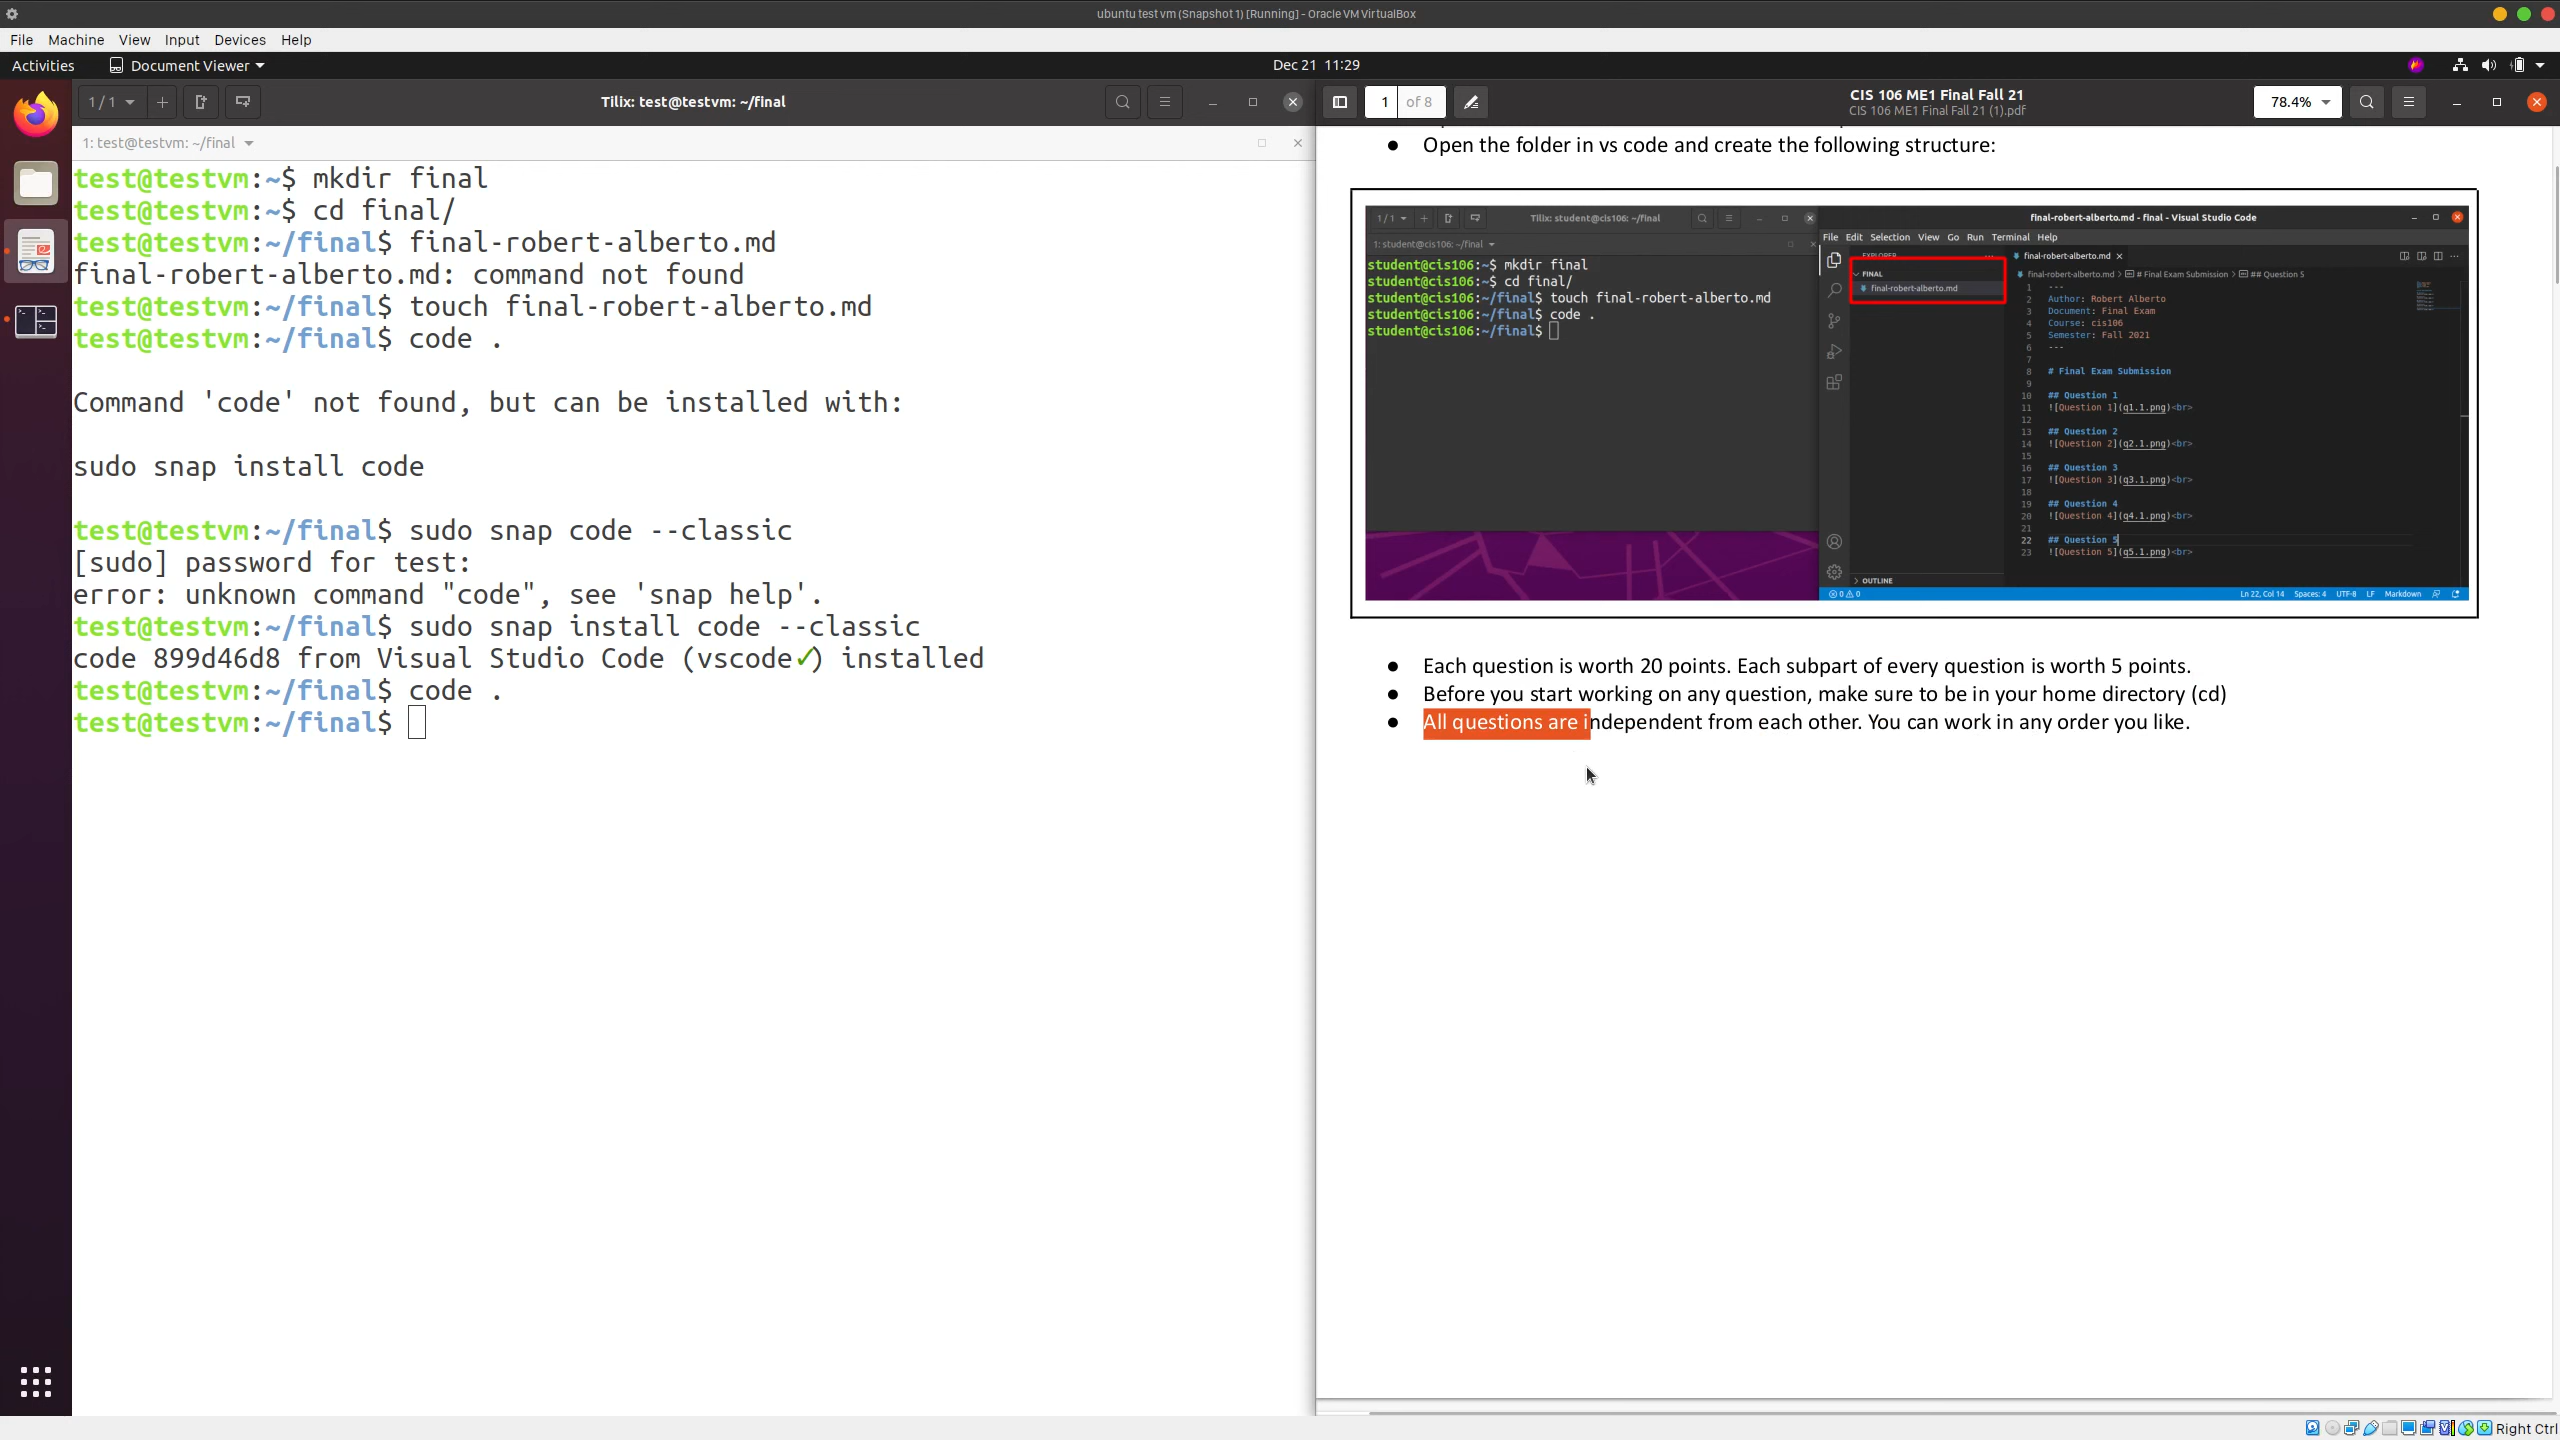 ubuntu test vm (Snapshot 1) [Running] - Oracle VM VirtualBox
File Machine View Input Devices Help
Activities Document Viewer Dec 21 11:29
1 / 1 Tilix: test@testvm: ~/final
1: test@testvm: ~/final
test@testvm:~$ mkdir final
test@testvm:~$ cd final/
test@testvm:~/final$ final-robert-alberto.md
final-robert-alberto.md: command not found
test@testvm:~/final$ touch final-robert-alberto.md
test@testvm:~/final$ code .
Command 'code' not found, but can be installed with:
sudo snap install code
test@testvm:~/final$ sudo snap code --classic
[sudo] password for test:
error: unknown command "code", see 'snap help'.
test@testvm:~/final$ sudo snap install code --classic
code 899d46d8 from Visual Studio Code (vscode✓) installed
test@testvm:~/final$ code .
test@testvm:~/final$
1 of 8
CIS 106 ME1 Final Fall 21
CIS 106 ME1 Final Fall 21 (1).pdf
78.4%
● Open the folder in vs code and create the following structure:
1 / 1 Tilix: student@cis106: ~/final
1: student@cis106: ~/final
student@cis106:~$ mkdir final
student@cis106:~$ cd final/
student@cis106:~/final$ touch final-robert-alberto.md
student@cis106:~/final$ code .
student@cis106:~/final$
final-robert-alberto.md - final - Visual Studio Code
File Edit Selection View Go Run Terminal Help
EXPLORER
FINAL
final-robert-alberto.md
OUTLINE
final-robert-alberto.md
final-robert-alberto.md > # Final Exam Submission > ## Question 5
1 ---
2 Author: Robert Alberto
3 Document: Final Exam
4 Course: cis106
5 Semester: Fall 2021
6 ---
7
8 # Final Exam Submission
9
10 ## Question 1
11 ![Question 1](q1.1.png)<br>
12
13 ## Question 2
14 ![Question 2](q2.1.png)<br>
15
16 ## Question 3
17 ![Question 3](q3.1.png)<br>
18
19 ## Question 4
20 ![Question 4](q4.1.png)<br>
21
22 ## Question 5
23 ![Question 5](q5.1.png)<br>
0 0 Ln 22, Col 14 Spaces: 4 UTF-8 LF Markdown
● Each question is worth 20 points. Each subpart of every question is worth 5 points.
● Before you start working on any question, make sure to be in your home directory (cd)
● All questions are independent from each other. You can work in any order you like.
Right Ctrl